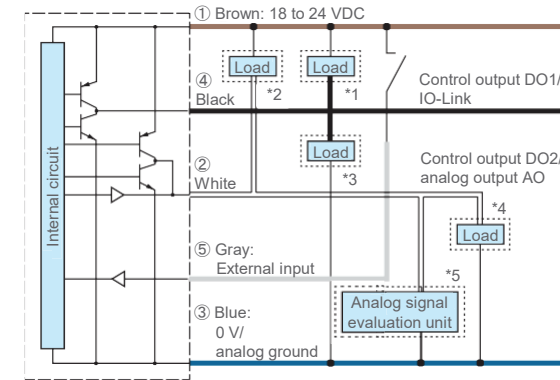 ① Brown: 18 to 24 VDC
Load
Load
*2
*1
④
Black
Control output DO1/
IO-Link
Load
*3
Control output DO2/
analog output AO
②
White
*4
Load
Internal circuit
⑤ Gray:
External input
*5
Analog signal
evaluation unit
③ Blue:
0 V/
analog ground